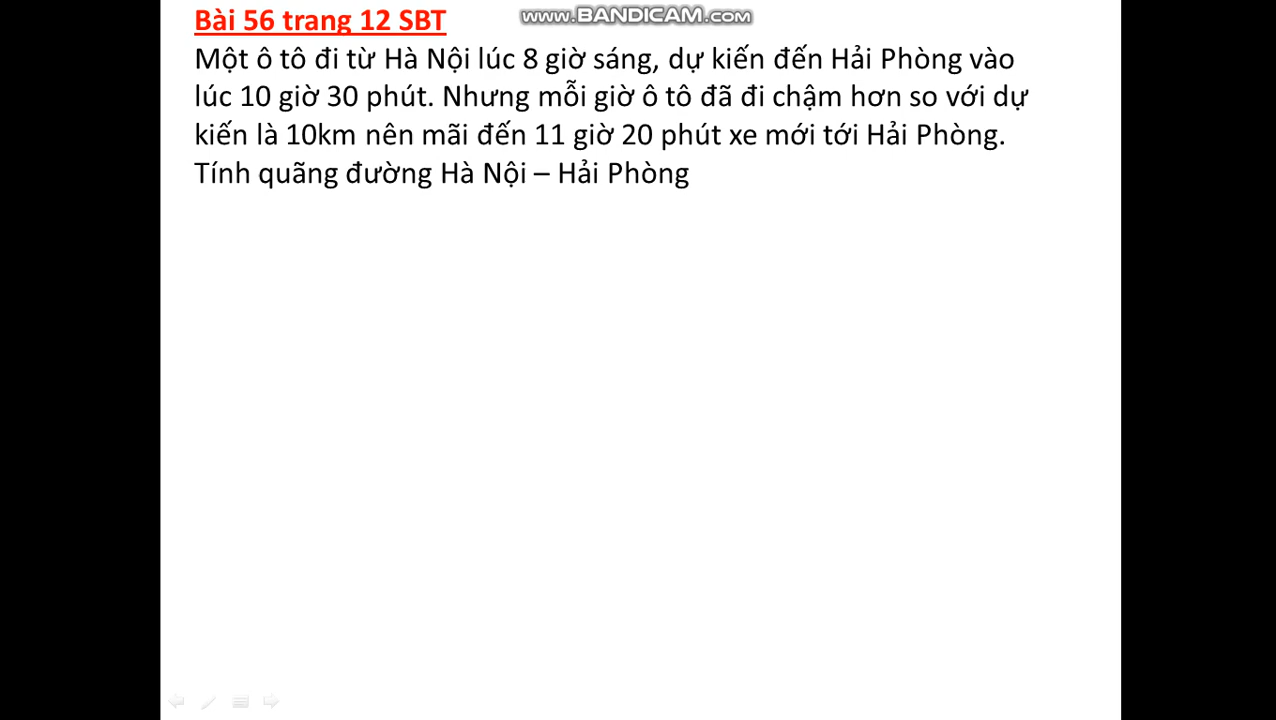 www.BANDICAM.com
Bài 56 trang 12 SBT
Một ô tô đi từ Hà Nội lúc 8 giờ sáng, dự kiến đến Hải Phòng vào
lúc 10 giờ 30 phút. Nhưng mỗi giờ ô tô đã đi chậm hơn so với dự
kiến là 10km nên mãi đến 11 giờ 20 phút xe mới tới Hải Phòng.
Tính quãng đường Hà Nội – Hải Phòng